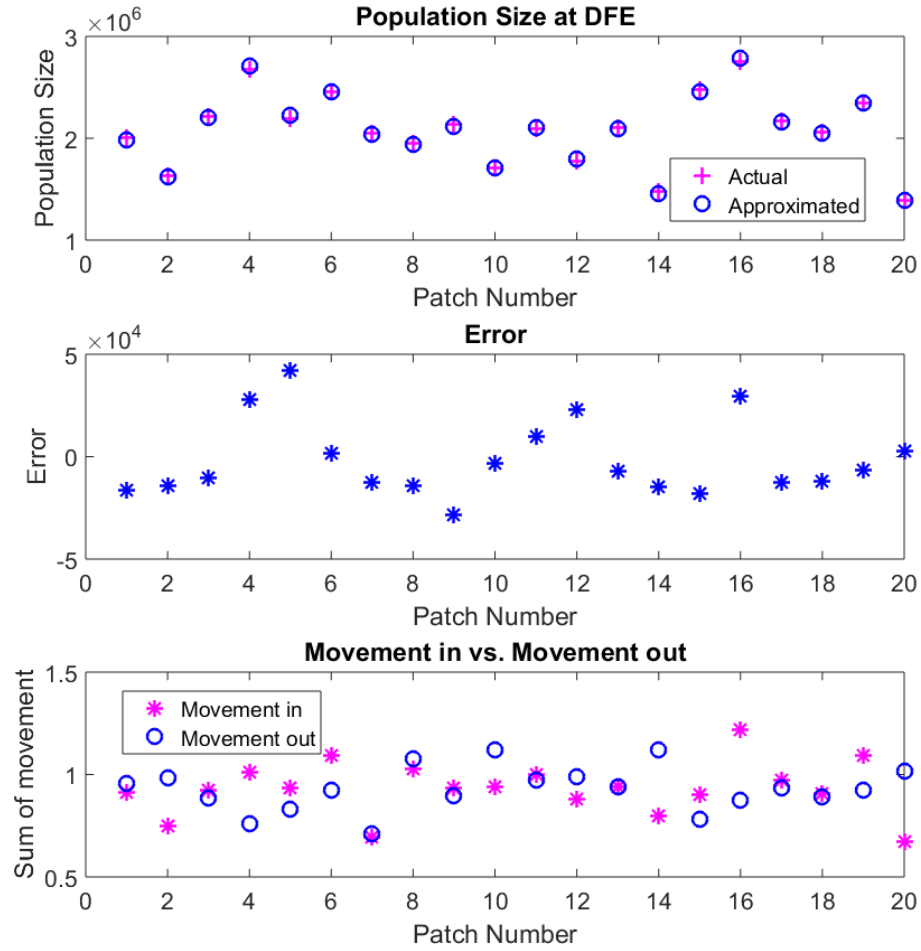 Population Size at DFE
×10^6
3
2
1
Population Size
Actual
Approximated
0 2 4 6 8 10 12 14 16 18 20
Patch Number
Error
×10^4
5
0
-5
Error
0 2 4 6 8 10 12 14 16 18 20
Patch Number
Movement in vs. Movement out
1.5
1
0.5
Sum of movement
Movement in
Movement out
0 2 4 6 8 10 12 14 16 18 20
Patch Number